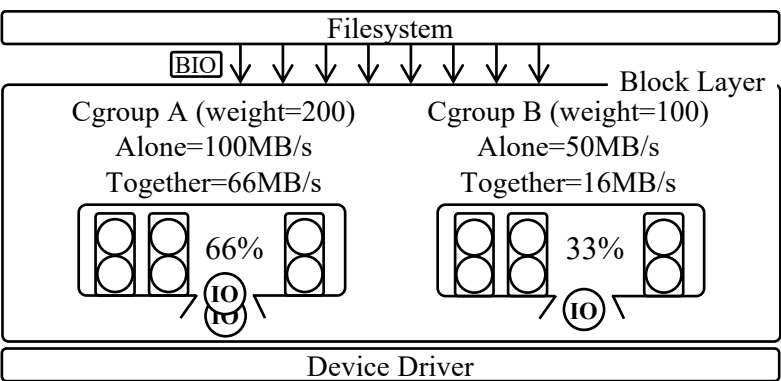 Filesystem
BIO
Block Layer
Cgroup A (weight=200)
Alone=100MB/s
Together=66MB/s
66%
IO
IO
Cgroup B (weight=100)
Alone=50MB/s
Together=16MB/s
33%
IO
Device Driver